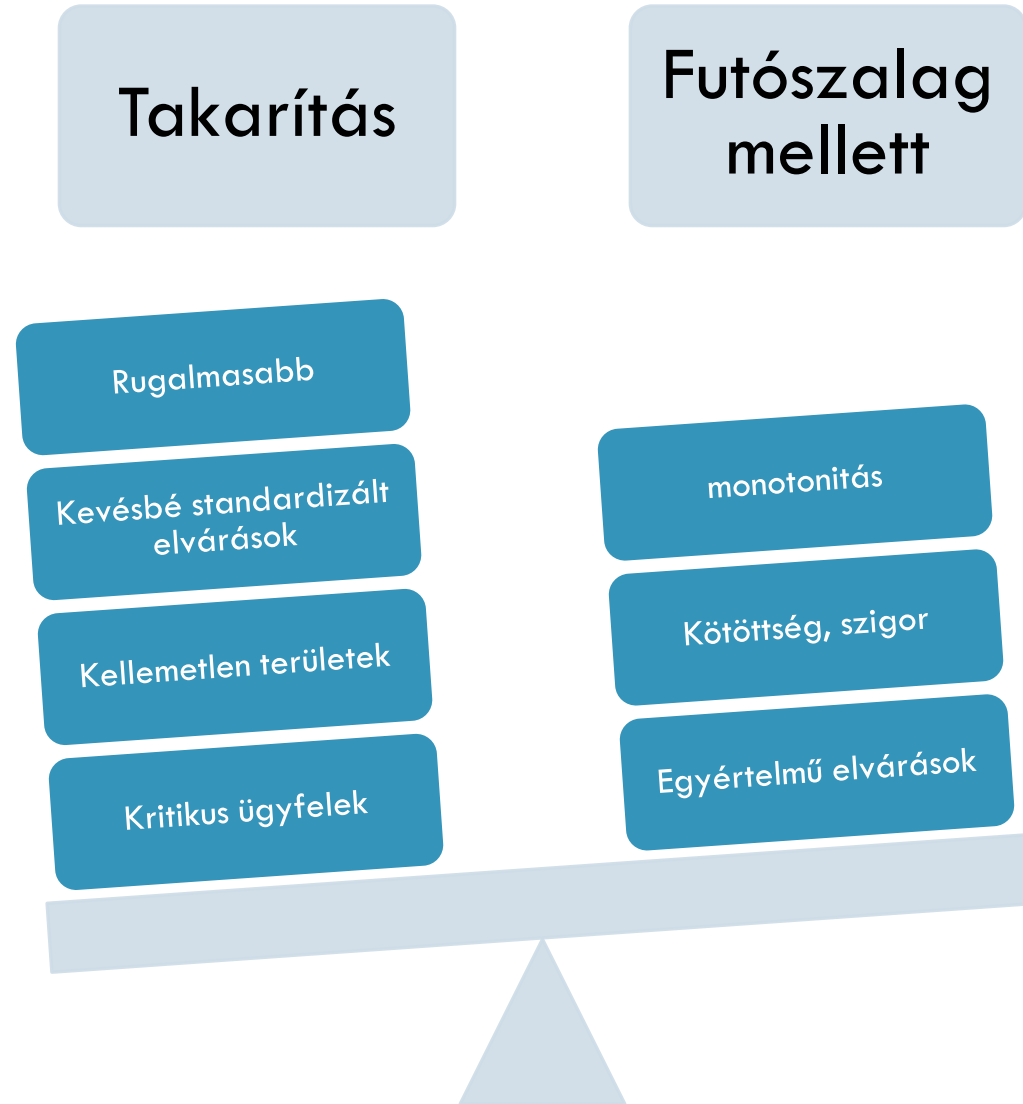 Takarítás
Futószalag
mellett
Rugalmasabb
Kevésbé standardizált
elvárások
Kellemetlen területek
Kritikus ügyfelek
monotonitás
Kötöttség, szigor
Egyértelmű elvárások